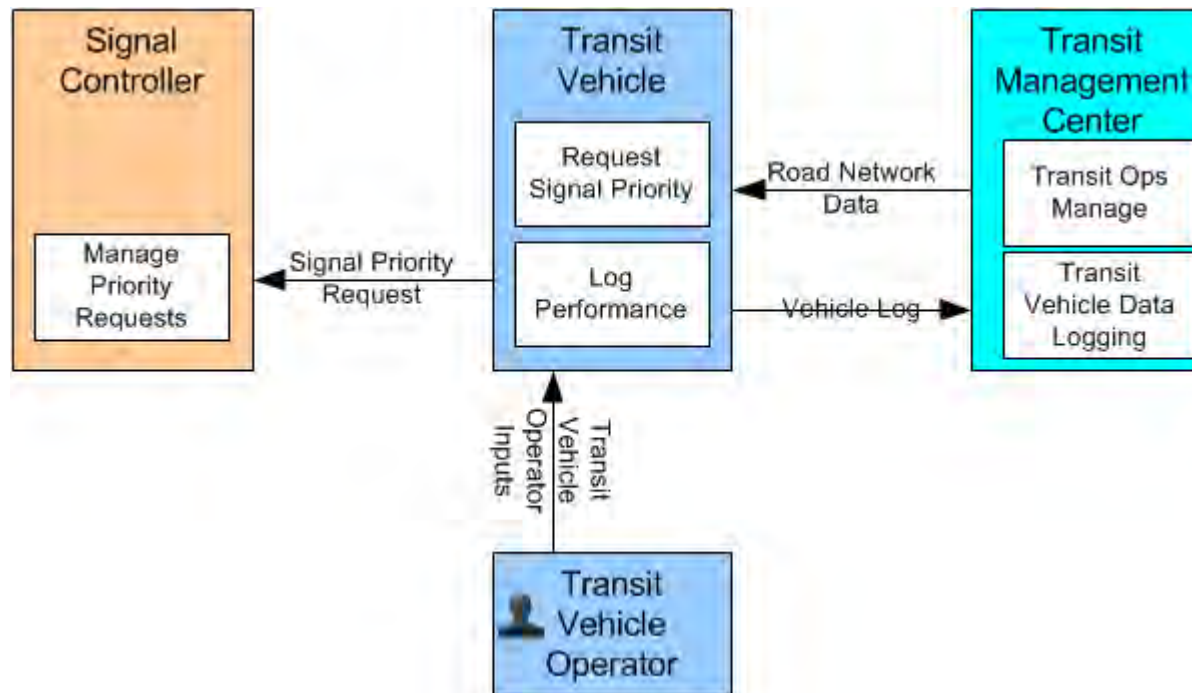 Signal
Controller
Manage
Priority
Requests
Signal Priority
Request
Transit
Vehicle
Request
Signal Priority
Log
Performance
Road Network
Data
Vehicle Log
Transit
Management
Center
Transit Ops
Manage
Transit
Vehicle Data
Logging
Transit
Vehicle
Operator
Inputs
Transit
Vehicle
Operator